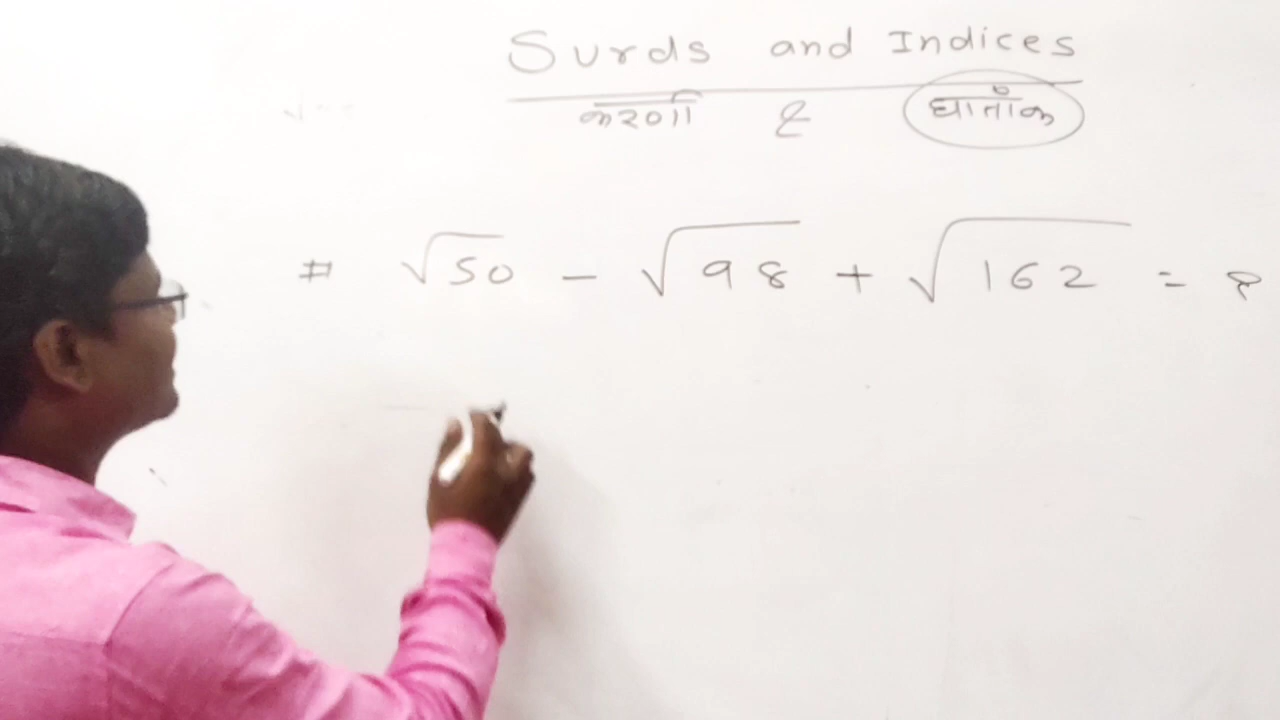 Surds and Indices
करणी & घातांक
# √50 − √98 + √162 = ?